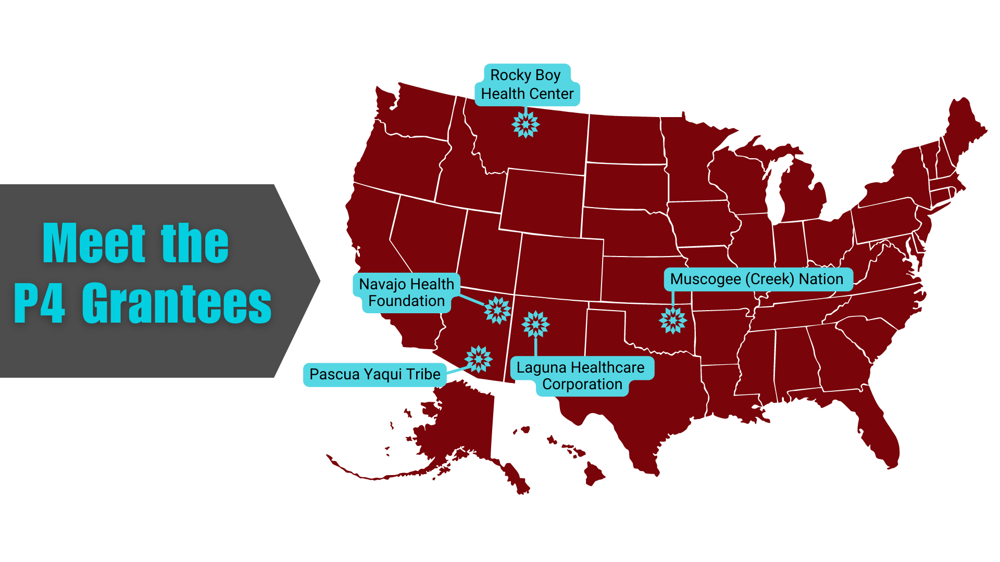 Meet the
P4 Grantees
Rocky Boy
Health Center
Navajo Health
Foundation
Muscogee (Creek) Nation
Pascua Yaqui Tribe
Laguna Healthcare
Corporation